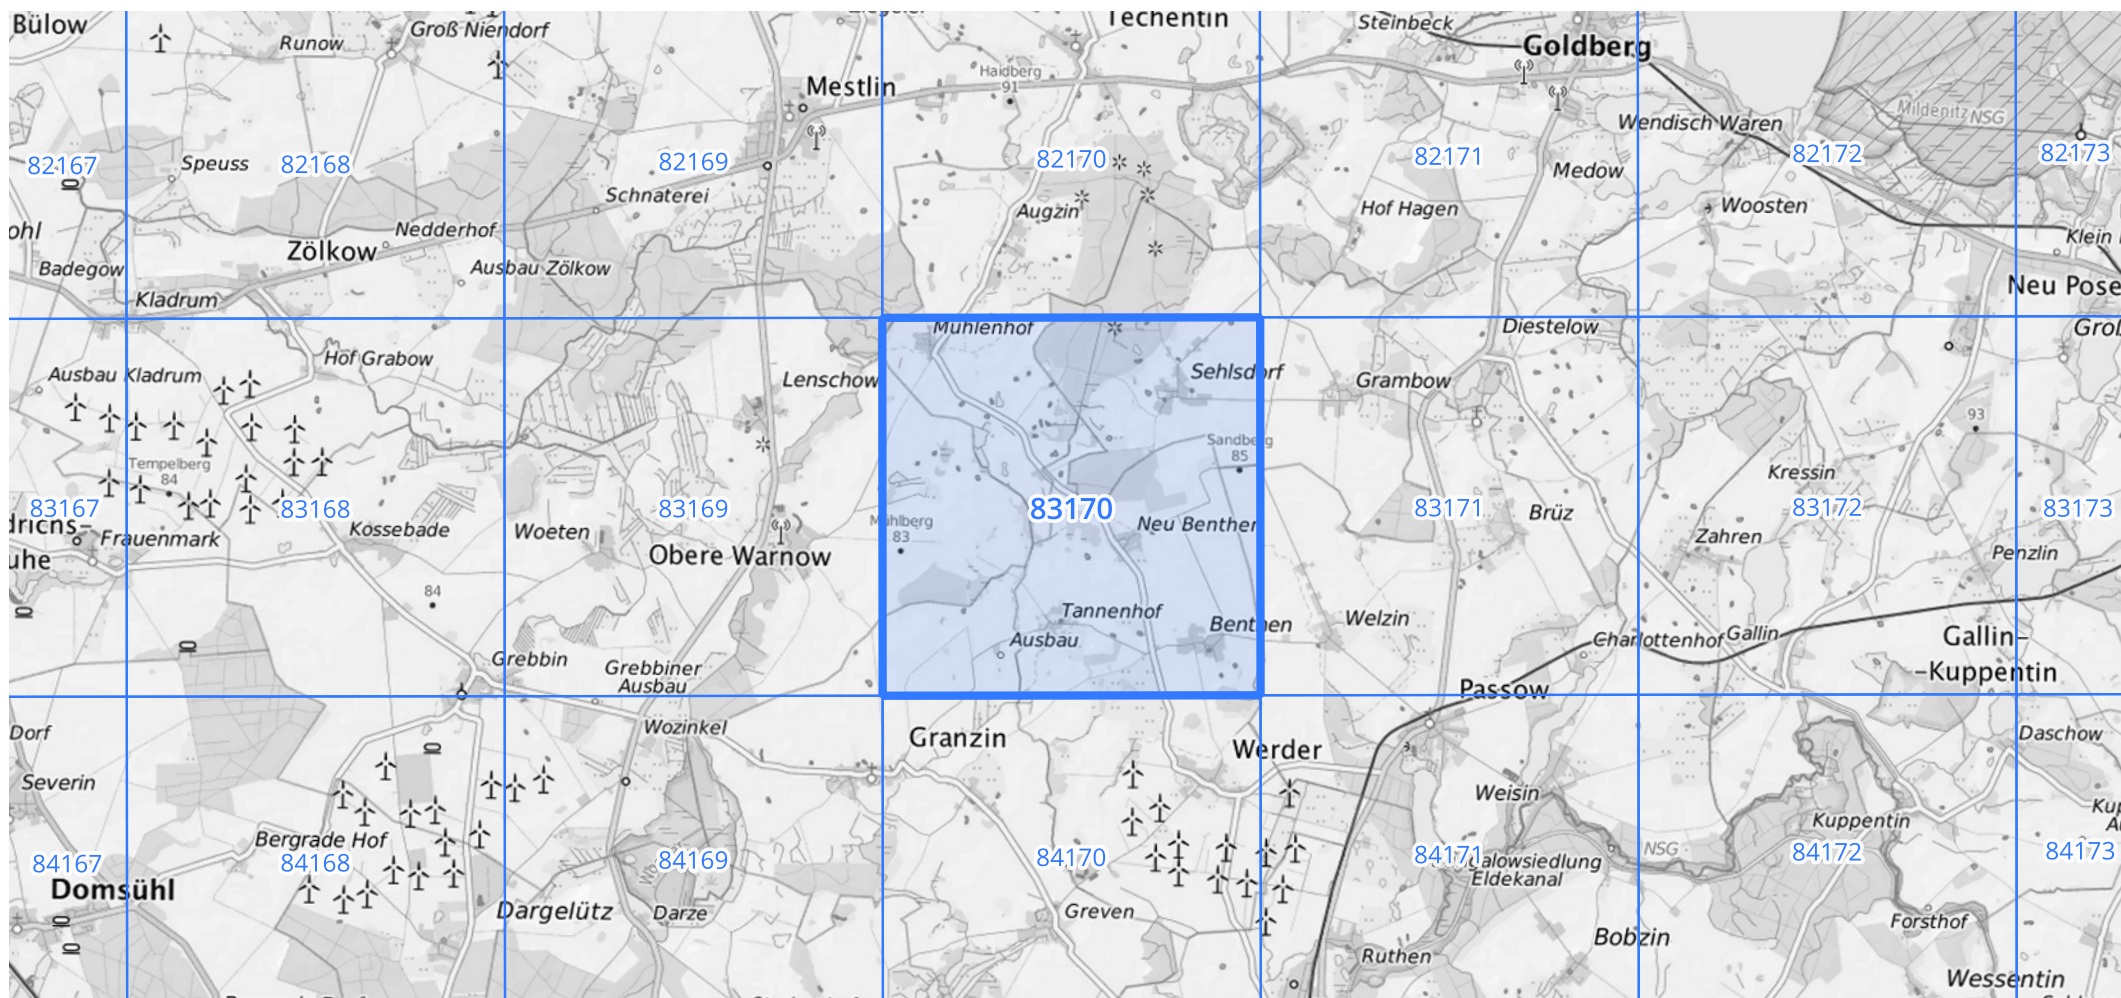 Bülow
Runow
Groß Niendorf
Techentin
Steinbeck
Goldberg
Mestlin
Haidberg
91
Mildenitz NSG
Wendisch Waren
82167
Speuss
82168
82169
82170
82171
Medow
82172
82173
Schnaterei
Augzin
Hof Hagen
Woosten
Nedderhof
Zölkow
Badegow
Ausbau Zölkow
Klein
Kladrum
Neu Pose
Mühlenhof
Diestelow
Hof Grabow
Ausbau Kladrum
Lenschow
Sehlsdorf
Grambow
93
Tempelberg
84
Sandberg
85
Kressin
83167
83168
83169
83170
83171
83172
83173
drichs-
uhe
Frauenmark
Kossebade
Woeten
Obere Warnow
Mühlberg
83
Neu Benthen
Brüz
Zahren
Penzlin
84
Tannenhof
Ausbau
Benthen
Welzin
Charlottenhof
Gallin
Gallin-
-Kuppentin
Grebbin
Grebbiner
Ausbau
Passow
Dorf
Wozinkel
Granzin
Werder
Daschow
Severin
Weisin
Kuppentin
Bergrade Hof
84167
84168
84169
84170
84171
alowsiedlung
Eldekanal
NSG
84172
84173
Domsühl
Dargelütz
Darze
Greven
Forsthof
Bobzin
Ruthen
Wessentin